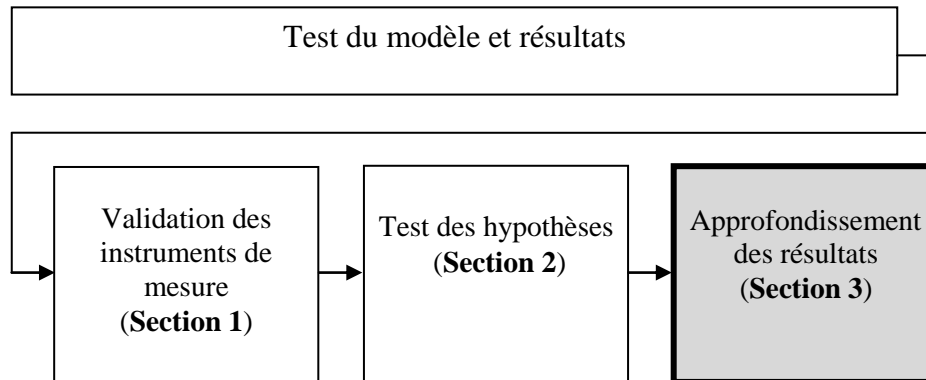 Test du modèle et résultats
Validation des
instruments de
mesure
(Section 1)
Test des hypothèses
(Section 2)
Approfondissement
des résultats
(Section 3)